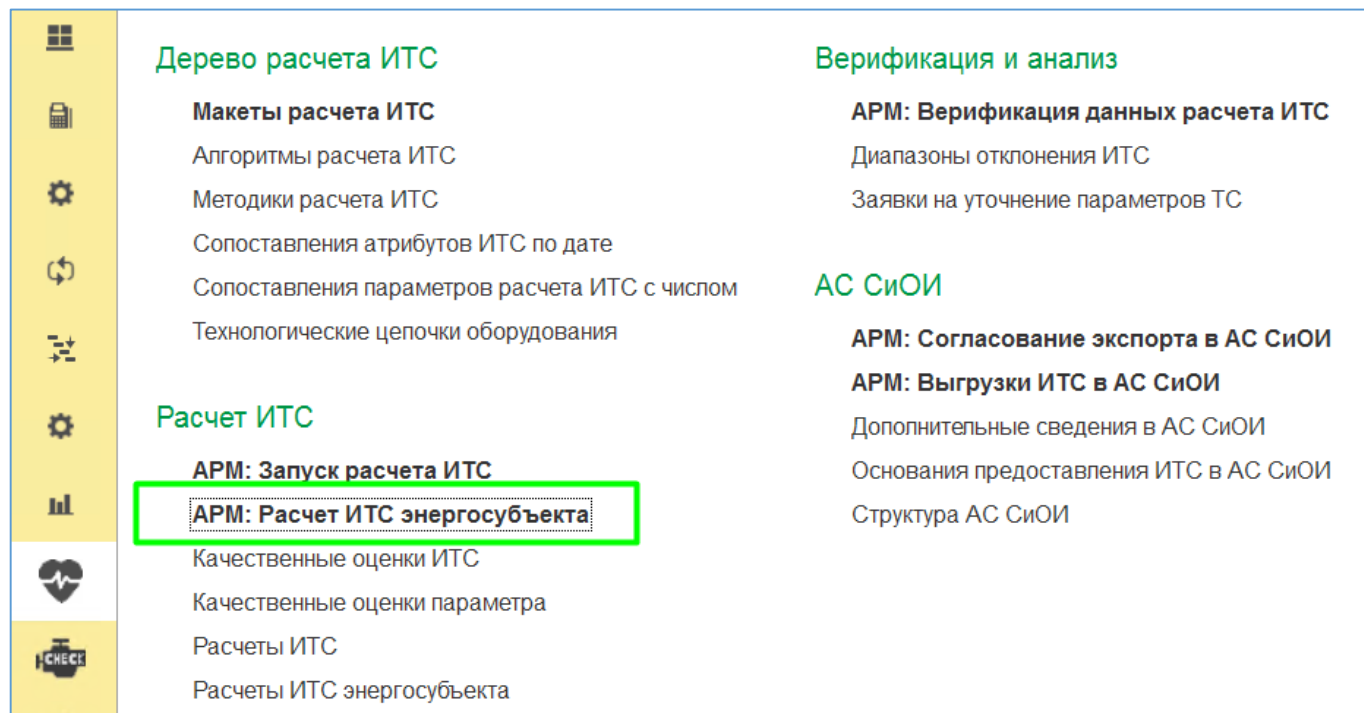 Дерево расчета ИТС
Макеты расчета ИТС
Алгоритмы расчета ИТС
Методики расчета ИТС
Сопоставления атрибутов ИТС по дате
Сопоставления параметров расчета ИТС с числом
Технологические цепочки оборудования
Расчет ИТС
АРМ: Запуск расчета ИТС
АРМ: Расчет ИТС энергосубъекта
Качественные оценки ИТС
Качественные оценки параметра
Расчеты ИТС
Расчеты ИТС энергосубъекта
Верификация и анализ
АРМ: Верификация данных расчета ИТС
Диапазоны отклонения ИТС
Заявки на уточнение параметров ТС
АС СиОИ
АРМ: Согласование экспорта в АС СиОИ
АРМ: Выгрузки ИТС в АС СиОИ
Дополнительные сведения в АС СиОИ
Основания предоставления ИТС в АС СиОИ
Структура АС СиОИ
CHECK